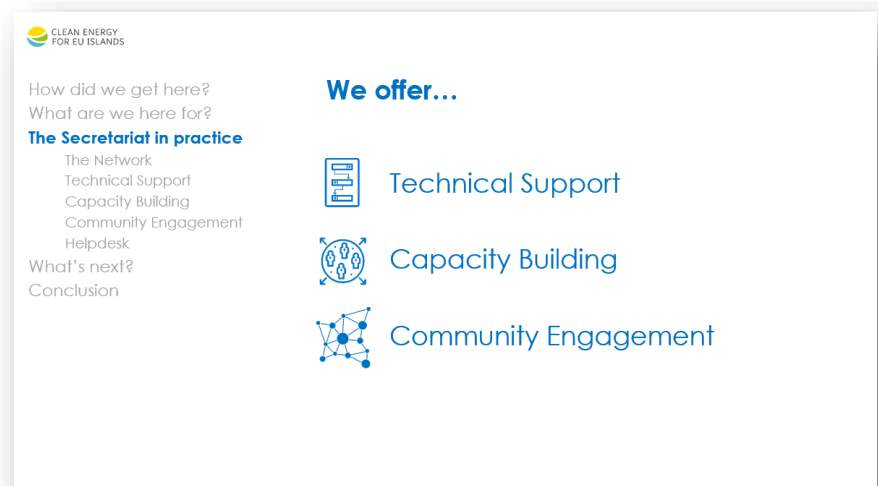 CLEAN ENERGY
FOR EU ISLANDS
How did we get here?
What are we here for?
The Secretariat in practice
The Network
Technical Support
Capacity Building
Community Engagement
Helpdesk
What's next?
Conclusion
We offer...
Technical Support
Capacity Building
Community Engagement